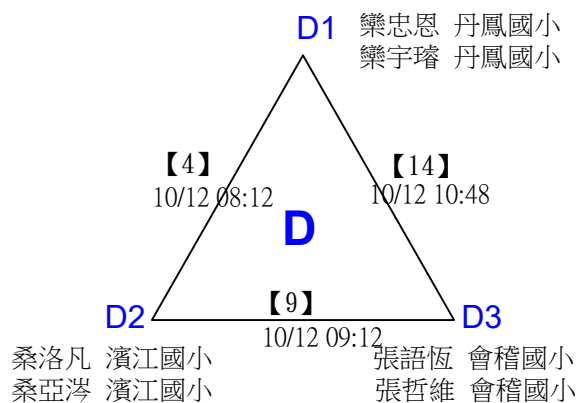 D1 欒忠恩 丹鳳國小
欒宇璿 丹鳳國小
【4】
10/12 08:12
【14】
10/12 10:48
D
D2
【9】
D3
10/12 09:12
桑洛凡 濱江國小
桑亞涔 濱江國小
張語恆 會稽國小
張哲維 會稽國小